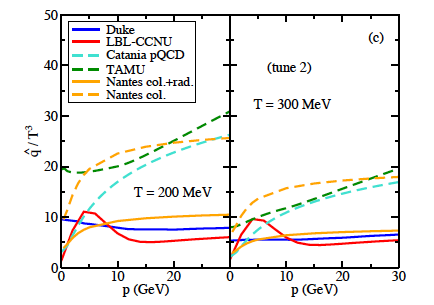 50
40
30
20
10
0
q̂ / T³
Duke
LBL-CCNU
Catania pQCD
TAMU
Nantes col.+rad.
Nantes col.
T = 200 MeV
(c)
(tune 2)
T = 300 MeV
0 10 20 0 10 20 30
p (GeV) p (GeV)